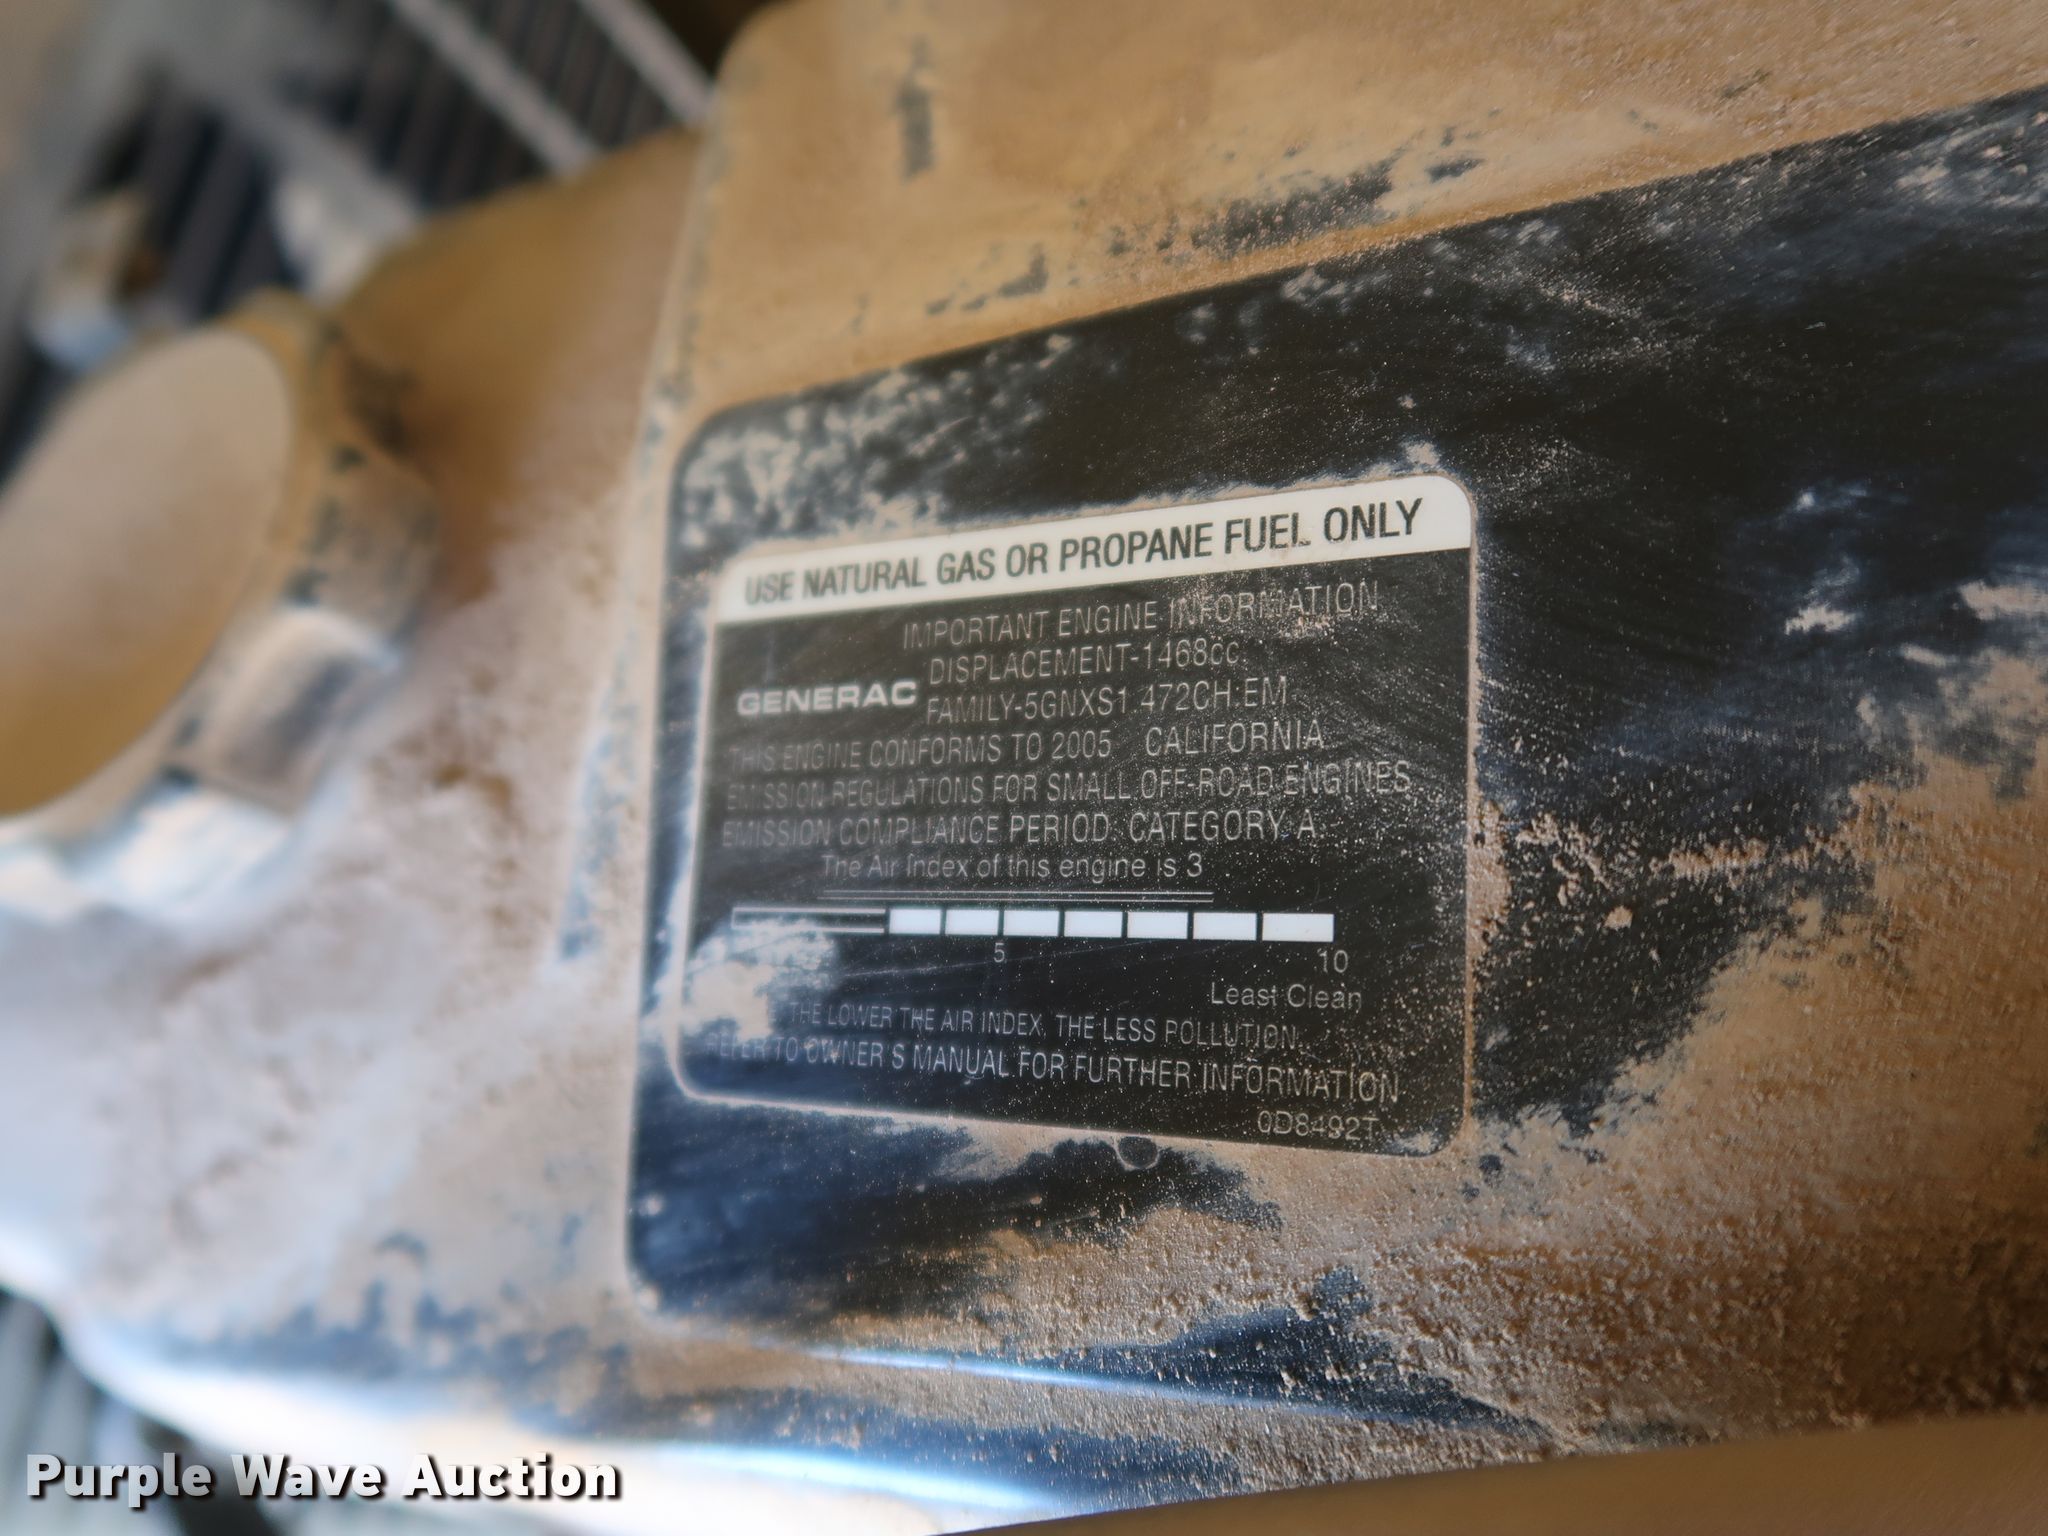 USE NATURAL GAS OR PROPANE FUEL ONLY
IMPORTANT ENGINE INFORMATION
DISPLACEMENT-1468cc
GENERAC FAMILY-5GNXS1.472CH.EM
THIS ENGINE CONFORMS TO 2005 CALIFORNIA
EMISSION REGULATIONS FOR SMALL OFF-ROAD ENGINES
EMISSION COMPLIANCE PERIOD: CATEGORY A
The Air Index of this engine is 3
5 10
Least Clean
THE LOWER THE AIR INDEX, THE LESS POLLUTION.
REFER TO OWNER'S MANUAL FOR FURTHER INFORMATION
0D8492T
Purple Wave Auction